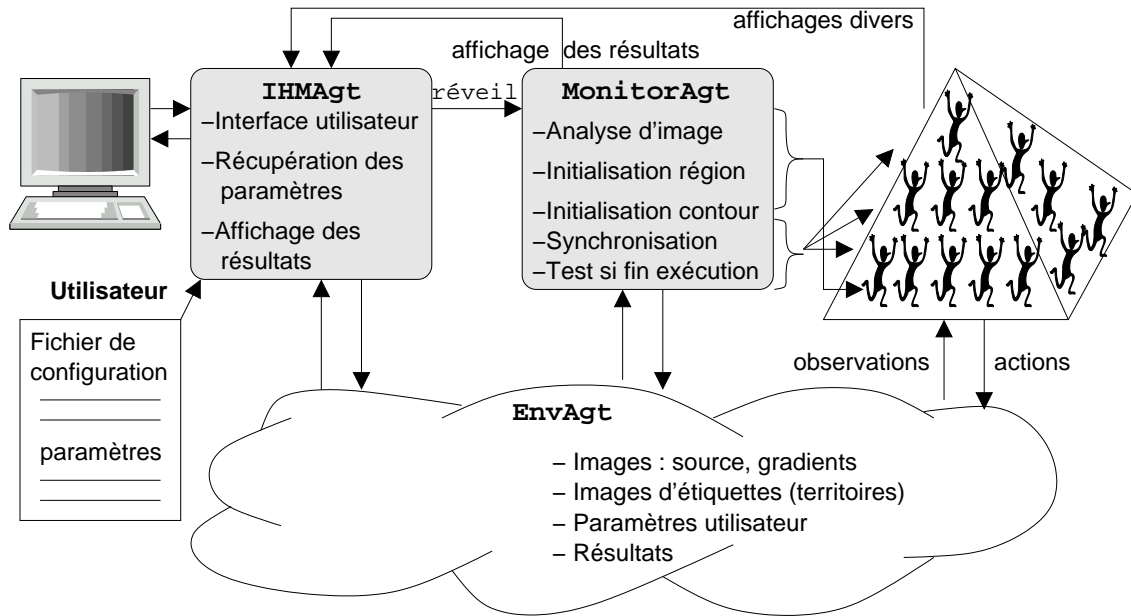 affichages divers
affichage des résultats
IHMAgt
–Interface utilisateur
–Récupération des
paramètres
–Affichage des
résultats
réveil
MonitorAgt
–Analyse d'image
–Initialisation région
–Initialisation contour
–Synchronisation
–Test si fin exécution
Utilisateur
Fichier de
configuration
paramètres
observations
actions
EnvAgt
– Images : source, gradients
– Images d'étiquettes (territoires)
– Paramètres utilisateur
– Résultats